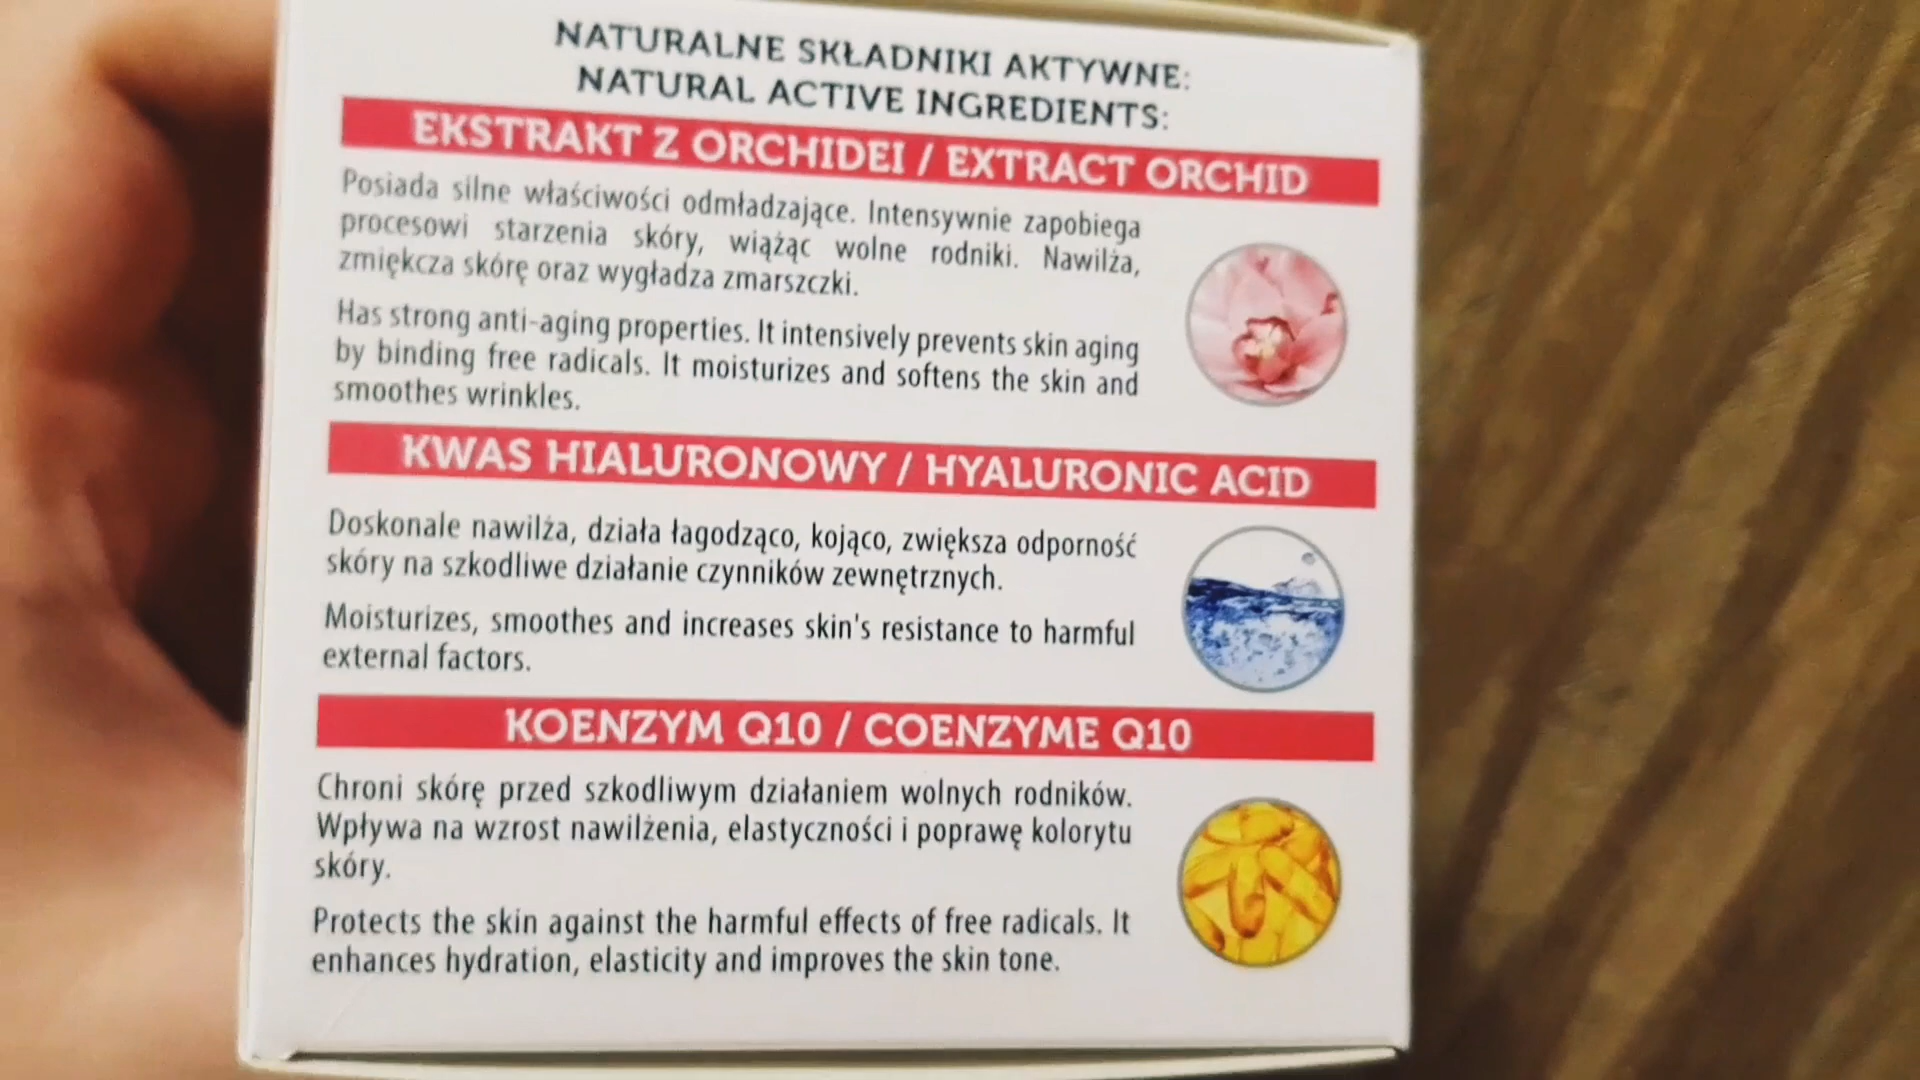 NATURALNE SKŁADNIKI AKTYWNE:
NATURAL ACTIVE INGREDIENTS:
EKSTRAKT Z ORCHIDEI / EXTRACT ORCHID
Posiada silne właściwości odmładzające. Intensywnie zapobiega
procesowi starzenia skóry, wiążąc wolne rodniki. Nawilża,
zmiękcza skórę oraz wygładza zmarszczki.
Has strong anti-aging properties. It intensively prevents skin aging
by binding free radicals. It moisturizes and softens the skin and
smoothes wrinkles.
KWAS HIALURONOWY / HYALURONIC ACID
Doskonale nawilża, działa łagodząco, kojąco, zwiększa odporność
skóry na szkodliwe działanie czynników zewnętrznych.
Moisturizes, smoothes and increases skin's resistance to harmful
external factors.
KOENZYM Q10 / COENZYME Q10
Chroni skórę przed szkodliwym działaniem wolnych rodników.
Wpływa na wzrost nawilżenia, elastyczności i poprawę kolorytu
skóry.
Protects the skin against the harmful effects of free radicals. It
enhances hydration, elasticity and improves the skin tone.